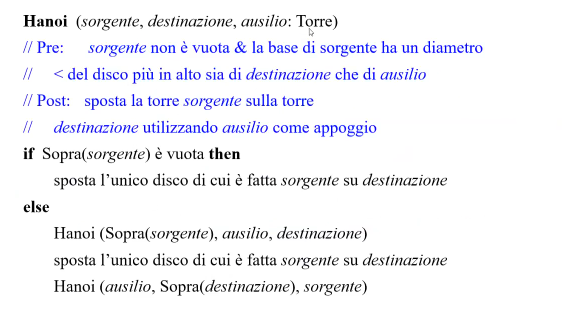 Hanoi (sorgente, destinazione, ausilio: Torre)
// Pre: sorgente non è vuota & la base di sorgente ha un diametro
// < del disco più in alto sia di destinazione che di ausilio
// Post: sposta la torre sorgente sulla torre
// destinazione utilizzando ausilio come appoggio
if Sopra(sorgente) è vuota then
sposta l’unico disco di cui è fatta sorgente su destinazione
else
Hanoi (Sopra(sorgente), ausilio, destinazione)
sposta l’unico disco di cui è fatta sorgente su destinazione
Hanoi (ausilio, Sopra(destinazione), sorgente)